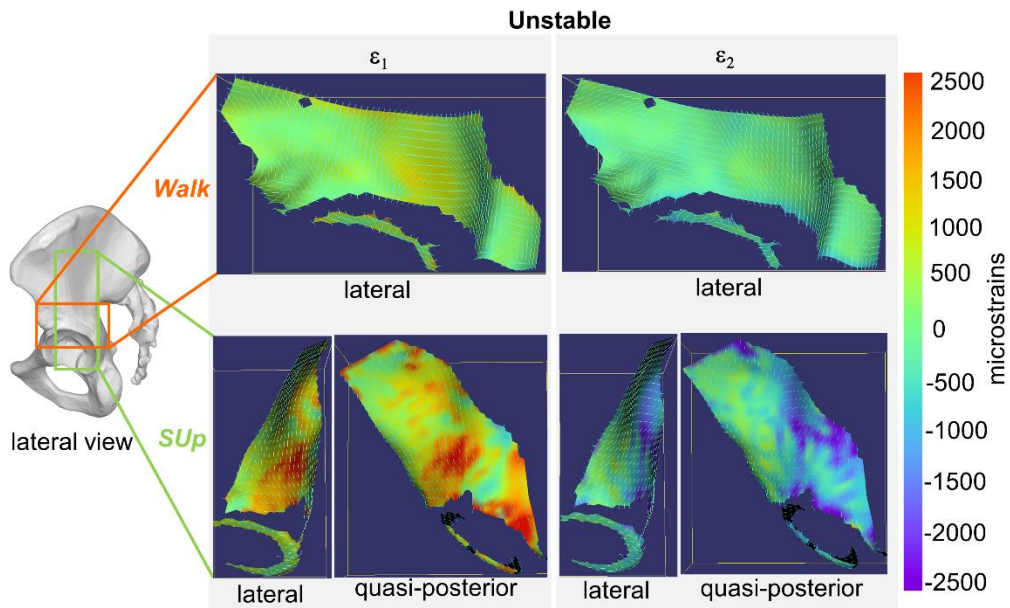 Unstable
ε₁
ε₂
Walk
lateral
lateral
lateral view
SUp
lateral
quasi-posterior
lateral
quasi-posterior
2500
2000
1500
1000
500
0
-500
-1000
-1500
-2000
-2500
microstrains